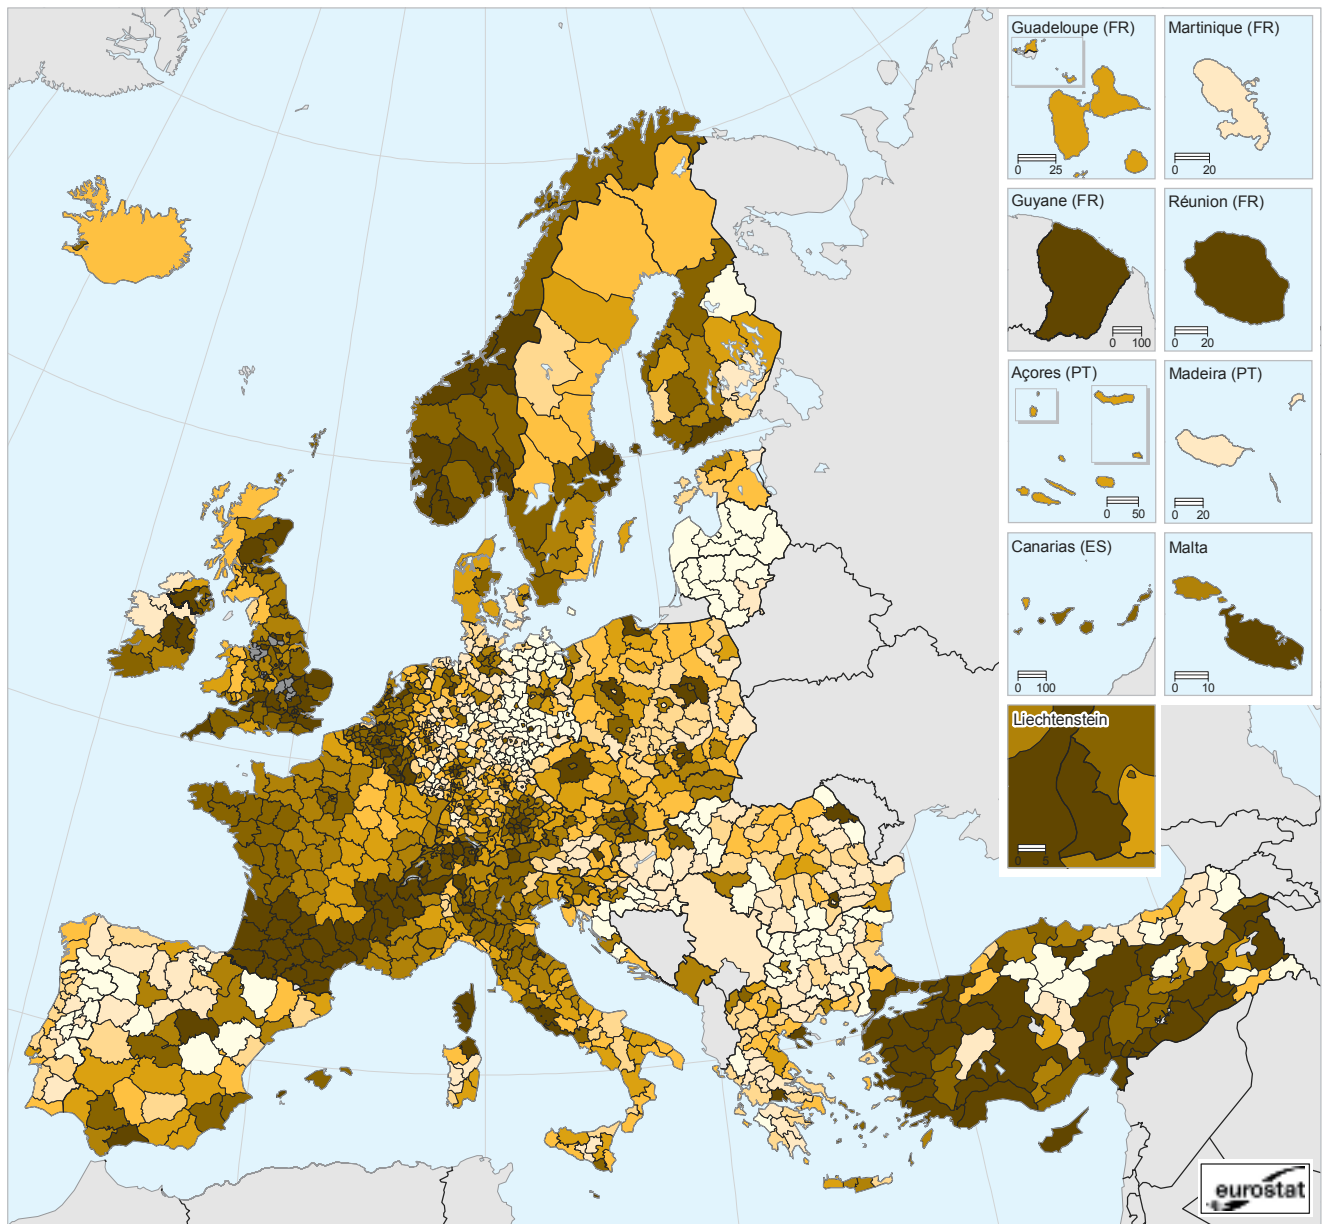 Guadeloupe (FR)
0 25
Martinique (FR)
0 20
Guyane (FR)
0 100
Réunion (FR)
0 20
Açores (PT)
0 50
Madeira (PT)
0 20
Canarias (ES)
0 100
Malta
0 10
Liechtenstein
0 5
eurostat